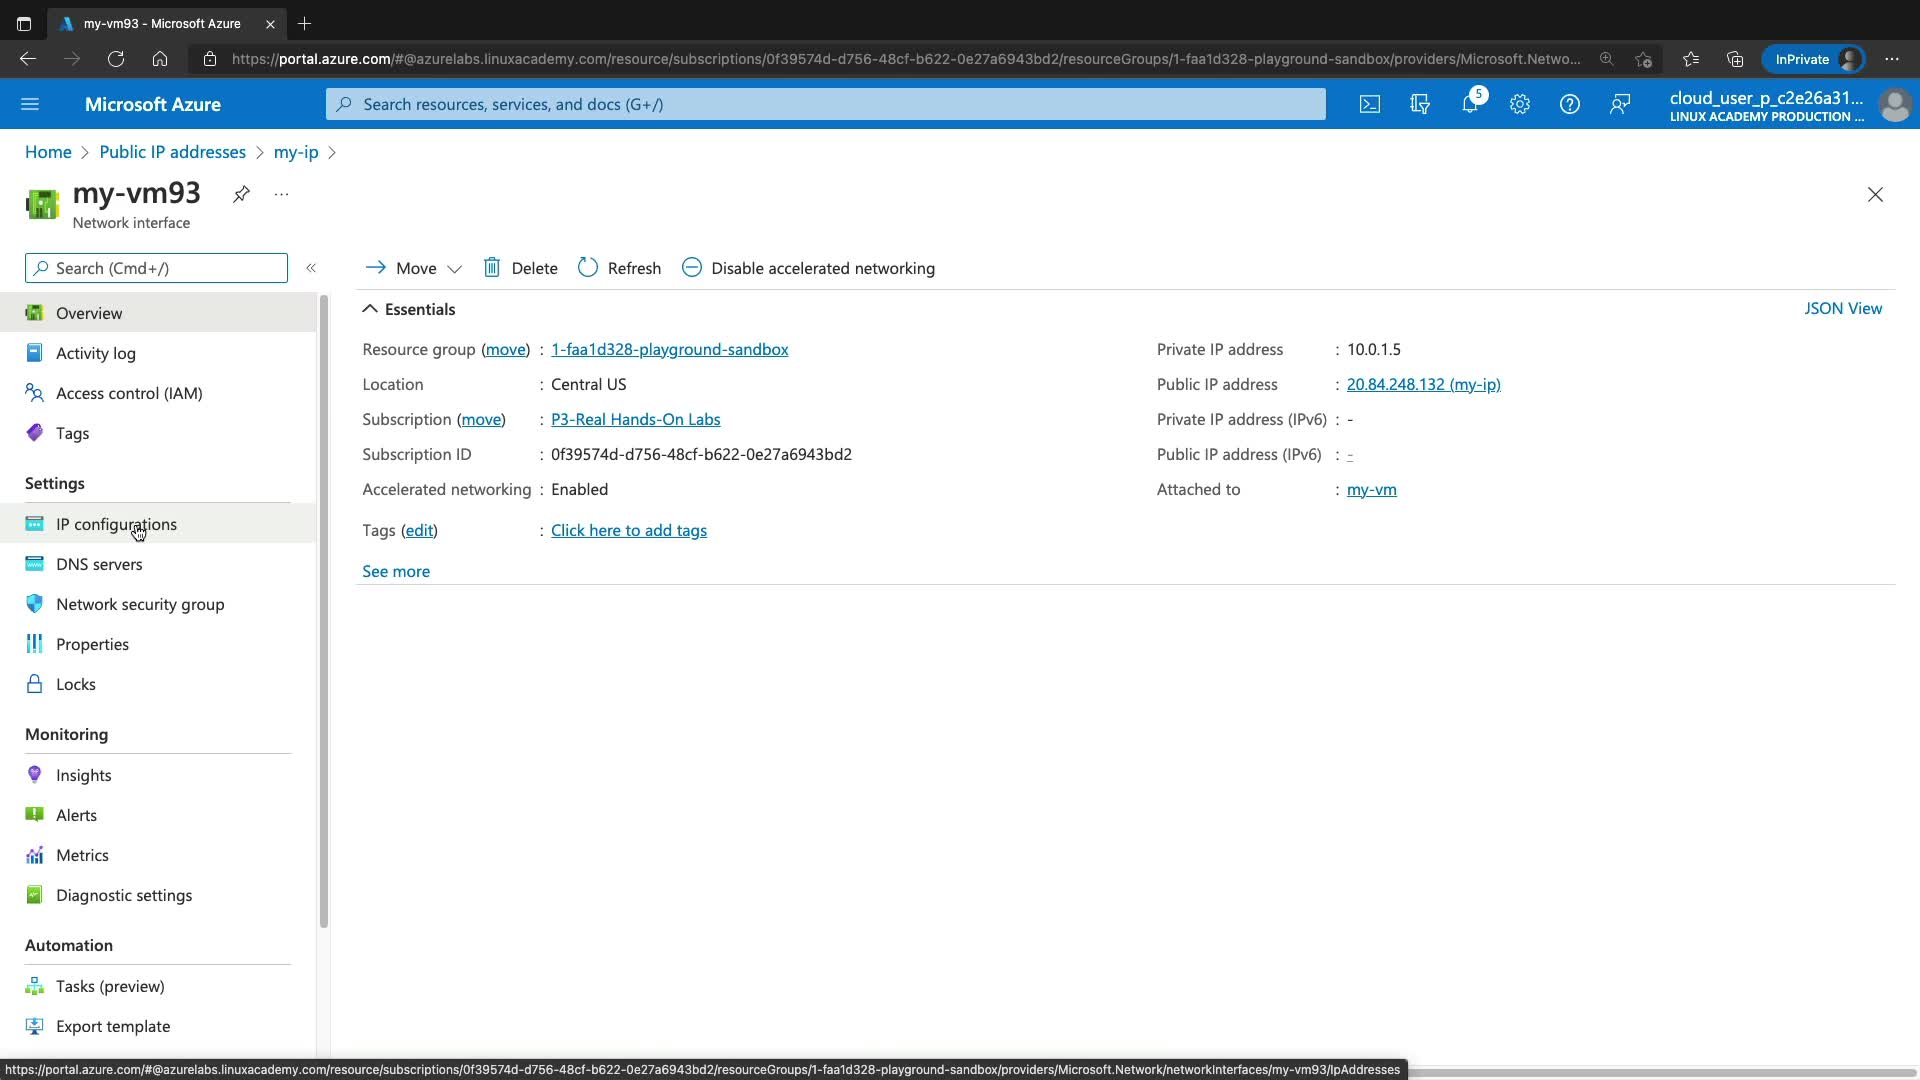 my-vm93 - Microsoft Azure
https://portal.azure.com/#@azurelabs.linuxacademy.com/resource/subscriptions/0f39574d-d756-48cf-b622-0e27a6943bd2/resourceGroups/1-faa1d328-playground-sandbox/providers/Microsoft.Netwo...
InPrivate
Microsoft Azure
Search resources, services, and docs (G+/)
5
cloud_user_p_c2e26a31...
LINUX ACADEMY PRODUCTION ...
Home > Public IP addresses > my-ip >
my-vm93
...
Network interface
Search (Cmd+/)
«
Move
Delete
Refresh
Disable accelerated networking
Overview
Activity log
Access control (IAM)
Tags
Settings
IP configurations
DNS servers
Network security group
Properties
Locks
Monitoring
Insights
Alerts
Metrics
Diagnostic settings
Automation
Tasks (preview)
Export template
Essentials
JSON View
Resource group (move) : 1-faa1d328-playground-sandbox
Location : Central US
Subscription (move) : P3-Real Hands-On Labs
Subscription ID : 0f39574d-d756-48cf-b622-0e27a6943bd2
Accelerated networking : Enabled
Tags (edit) : Click here to add tags
See more
Private IP address : 10.0.1.5
Public IP address : 20.84.248.132 (my-ip)
Private IP address (IPv6) : -
Public IP address (IPv6) : -
Attached to : my-vm
https://portal.azure.com/#@azurelabs.linuxacademy.com/resource/subscriptions/0f39574d-d756-48cf-b622-0e27a6943bd2/resourceGroups/1-faa1d328-playground-sandbox/providers/Microsoft.Network/networkInterfaces/my-vm93/IpAddresses